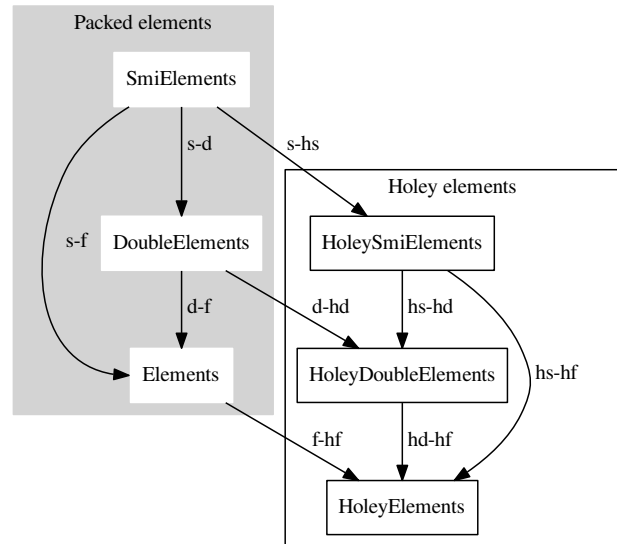 Packed elements
SmiElements
s-d
s-hs
Holey elements
s-f
DoubleElements
HoleySmiElements
d-f
d-hd
hs-hd
Elements
HoleyDoubleElements
hs-hf
f-hf
hd-hf
HoleyElements